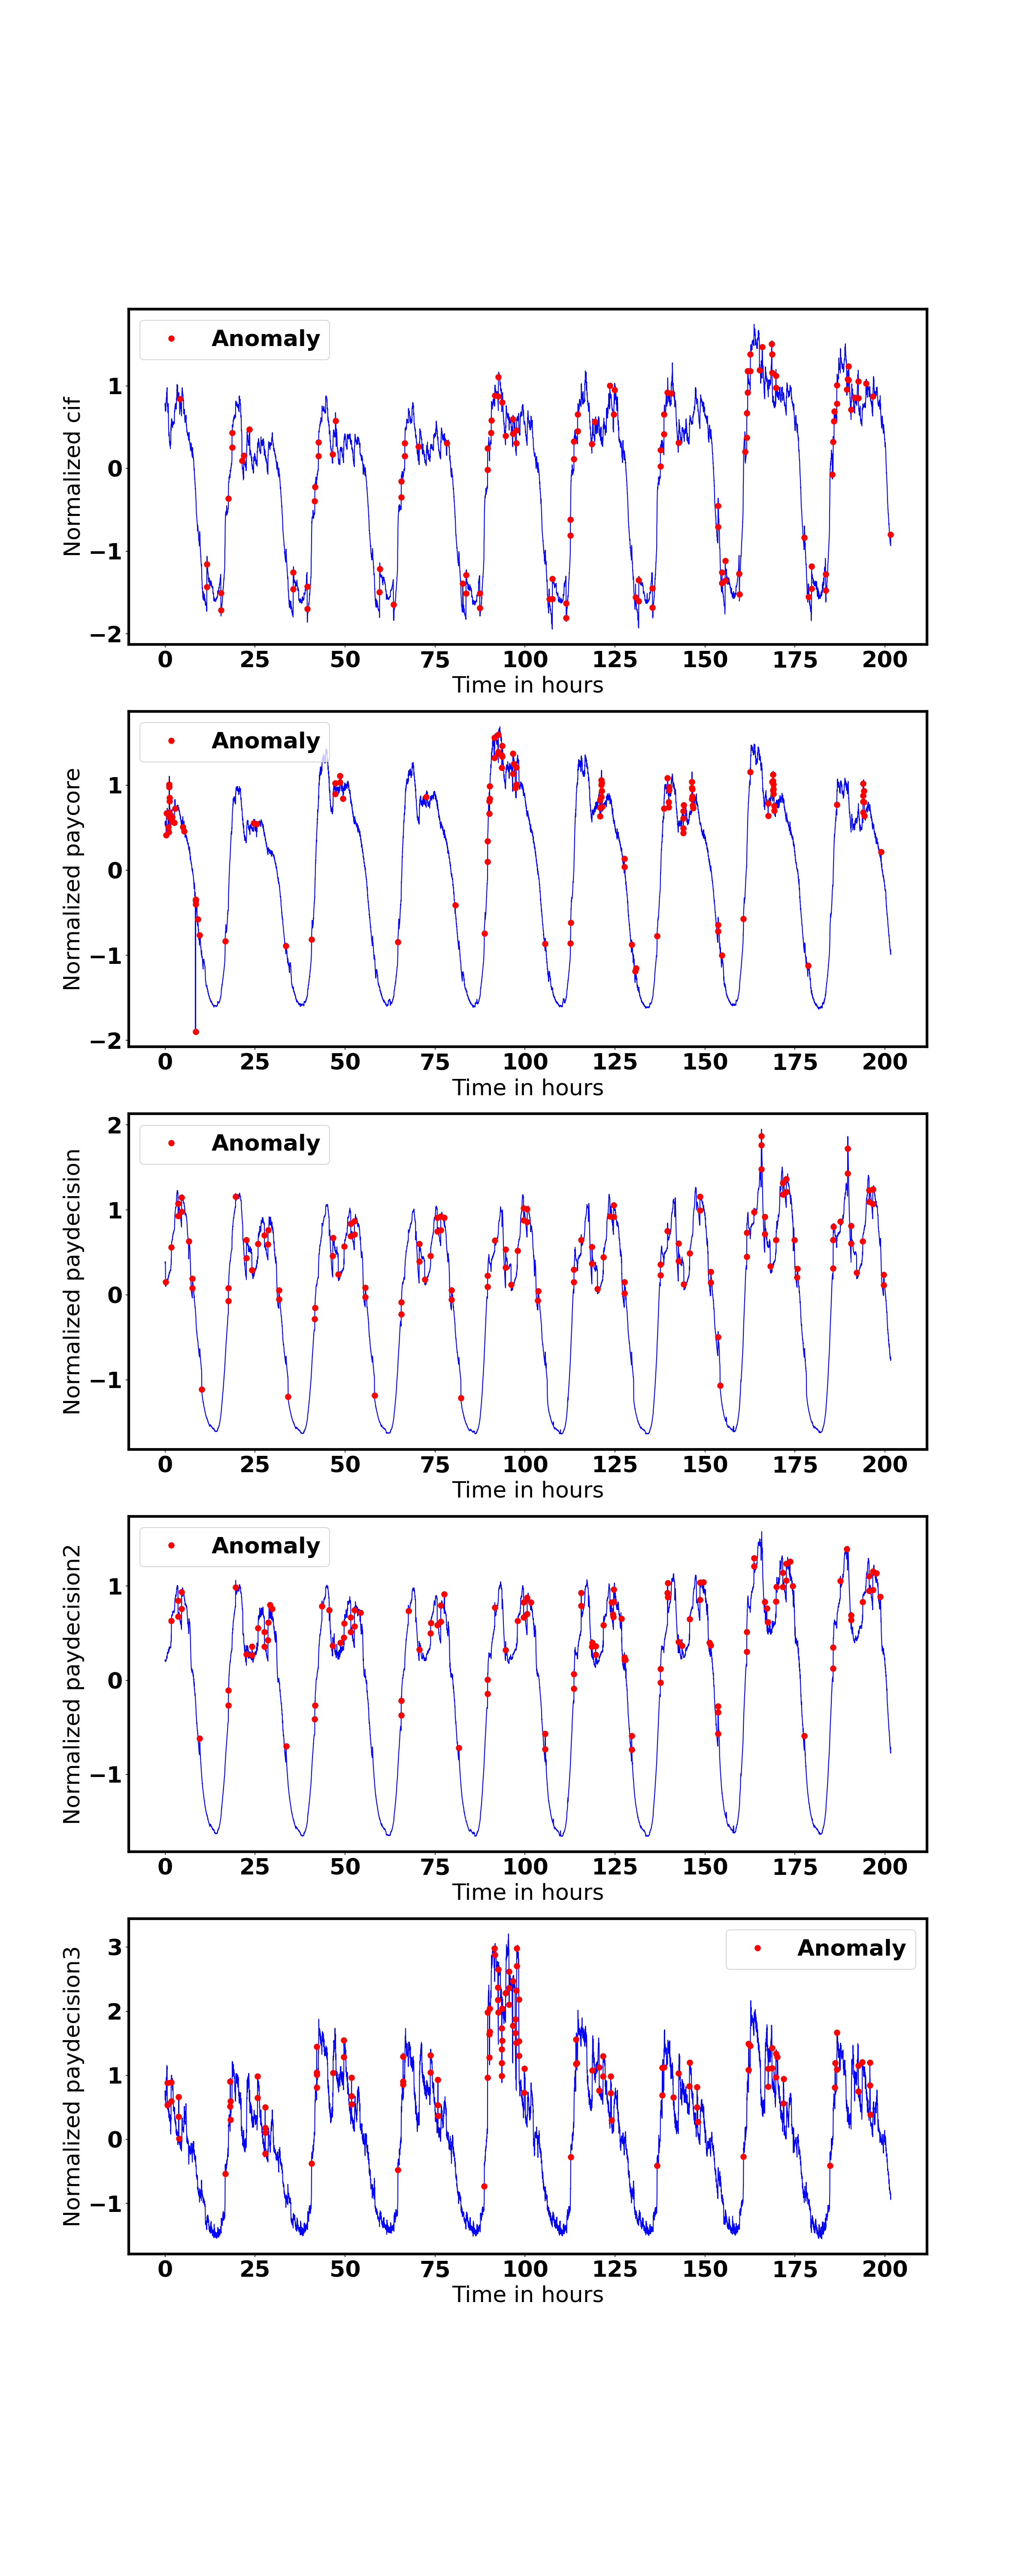 Anomaly
Normalized cif
1
0
−1
−2
0 25 50 75 100 125 150 175 200
Time in hours
Anomaly
Normalized paycore
1
0
−1
−2
0 25 50 75 100 125 150 175 200
Time in hours
Anomaly
Normalized paydecision
2
1
0
−1
0 25 50 75 100 125 150 175 200
Time in hours
Anomaly
Normalized paydecision2
1
0
−1
0 25 50 75 100 125 150 175 200
Time in hours
Anomaly
Normalized paydecision3
3
2
1
0
−1
0 25 50 75 100 125 150 175 200
Time in hours